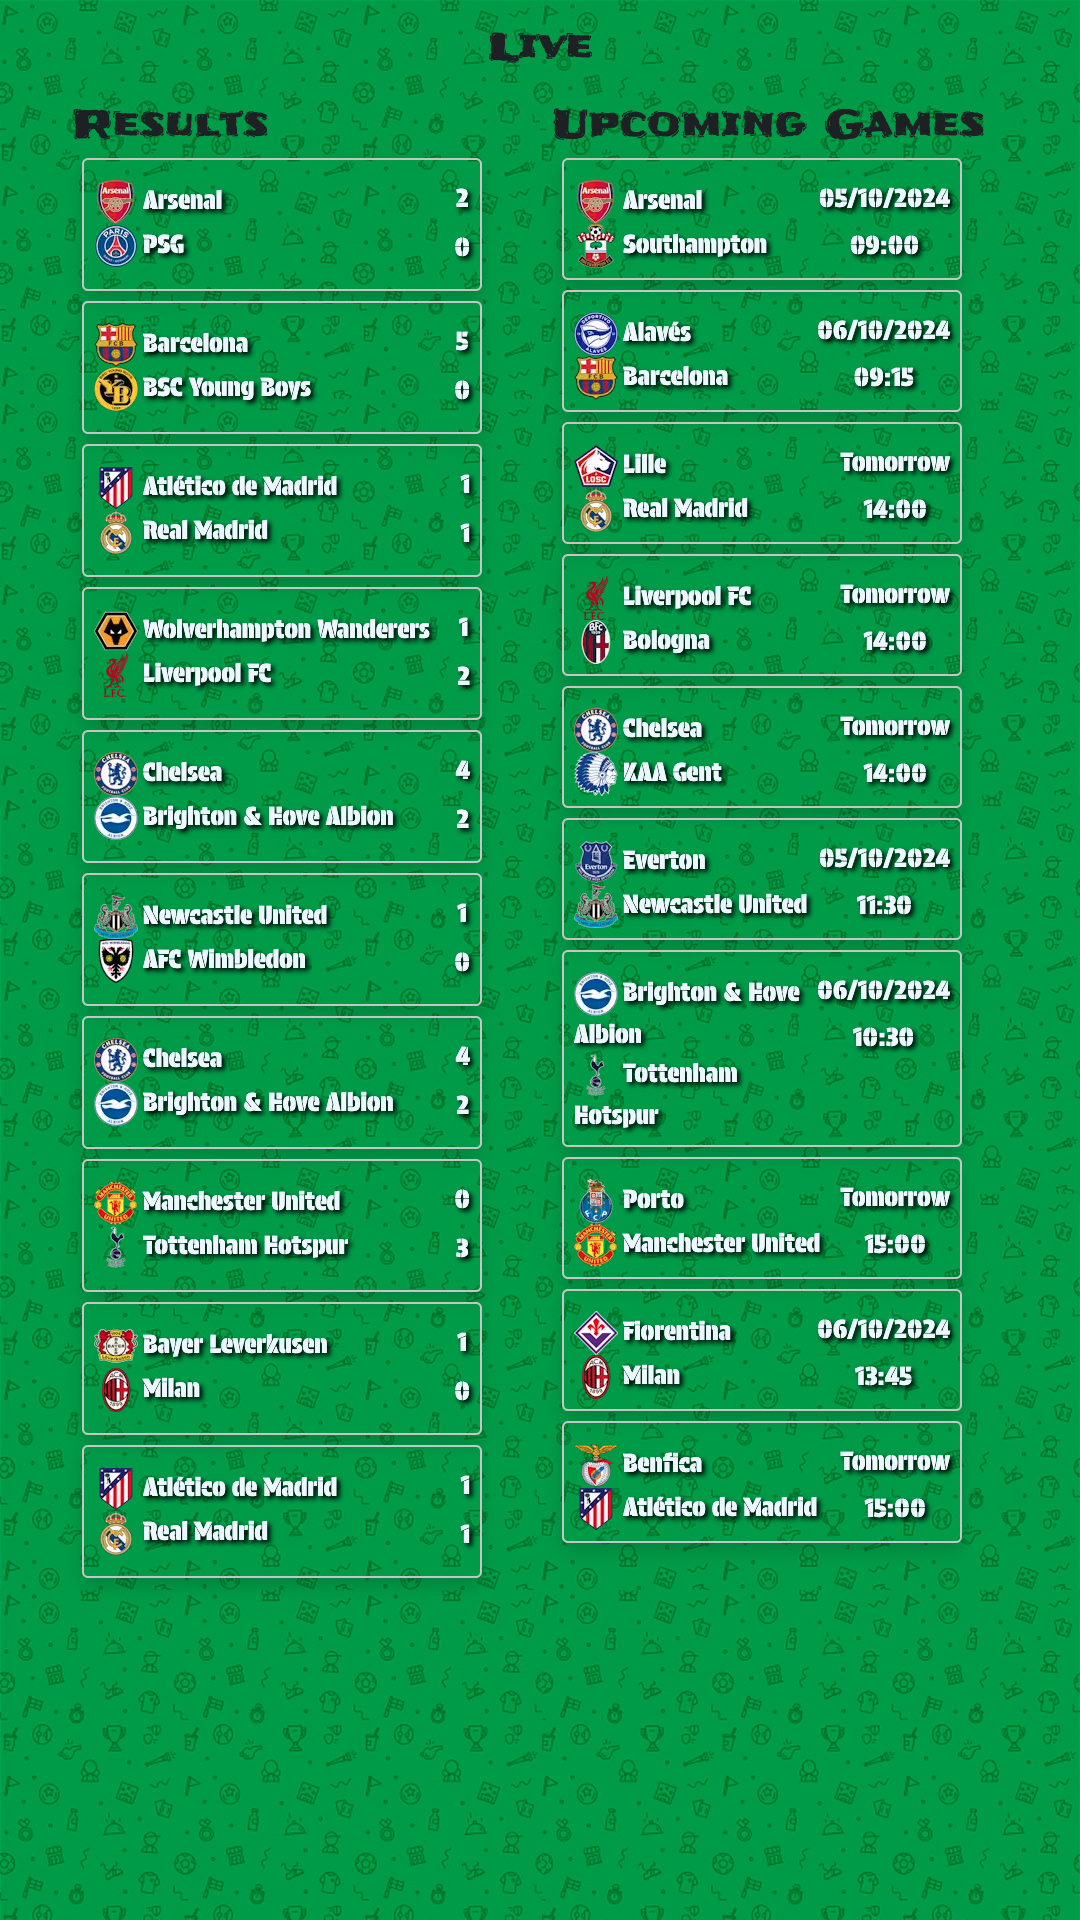 Live
Results
Arsenal 2
PSG 0
Barcelona 5
BSC Young Boys 0
Atlético de Madrid 1
Real Madrid 1
Wolverhampton Wanderers 1
Liverpool FC 2
Chelsea 4
Brighton & Hove Albion 2
Newcastle United 1
AFC Wimbledon 0
Chelsea 4
Brighton & Hove Albion 2
Manchester United 0
Tottenham Hotspur 3
Bayer Leverkusen 1
Milan 0
Atlético de Madrid 1
Real Madrid 1
Upcoming Games
Arsenal 05/10/2024
Southampton 09:00
Alavés 06/10/2024
Barcelona 09:15
Lille Tomorrow
Real Madrid 14:00
Liverpool FC Tomorrow
Bologna 14:00
Chelsea Tomorrow
KAA Gent 14:00
Everton 05/10/2024
Newcastle United 11:30
Brighton & Hove 06/10/2024
Albion 10:30
Tottenham
Hotspur
Porto Tomorrow
Manchester United 15:00
Fiorentina 06/10/2024
Milan 13:45
Benfica Tomorrow
Atlético de Madrid 15:00